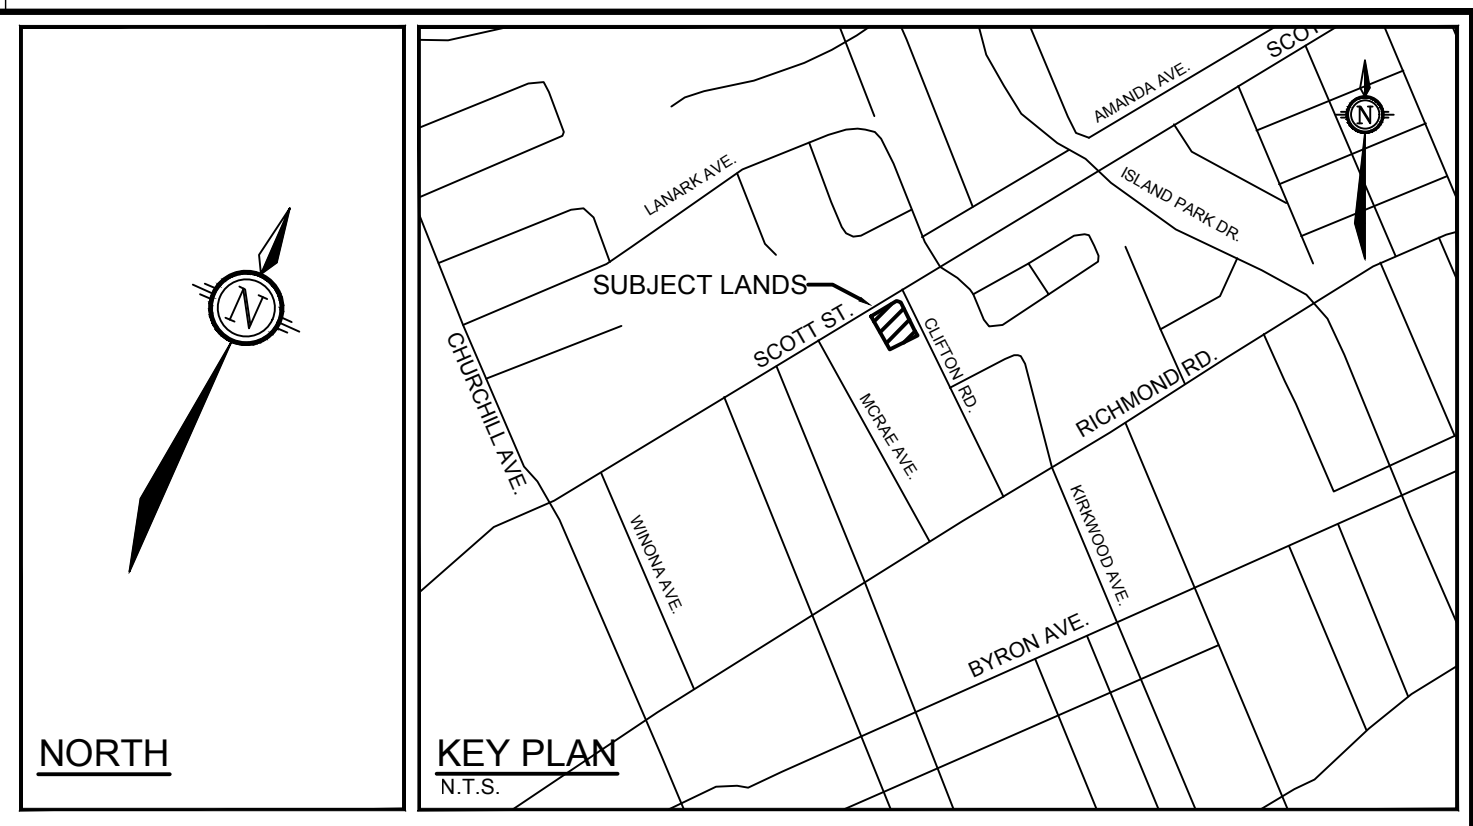 N
NORTH
SCOT
AMANDA AVE.
N
LANARK AVE.
ISLAND PARK DR.
SUBJECT LANDS
SCOTT ST.
CLIFTON RD.
CHURCHILL AVE.
RICHMOND RD.
MCRAE AVE.
WINONA AVE.
KIRKWOOD AVE.
BYRON AVE.
KEY PLAN
N.T.S.